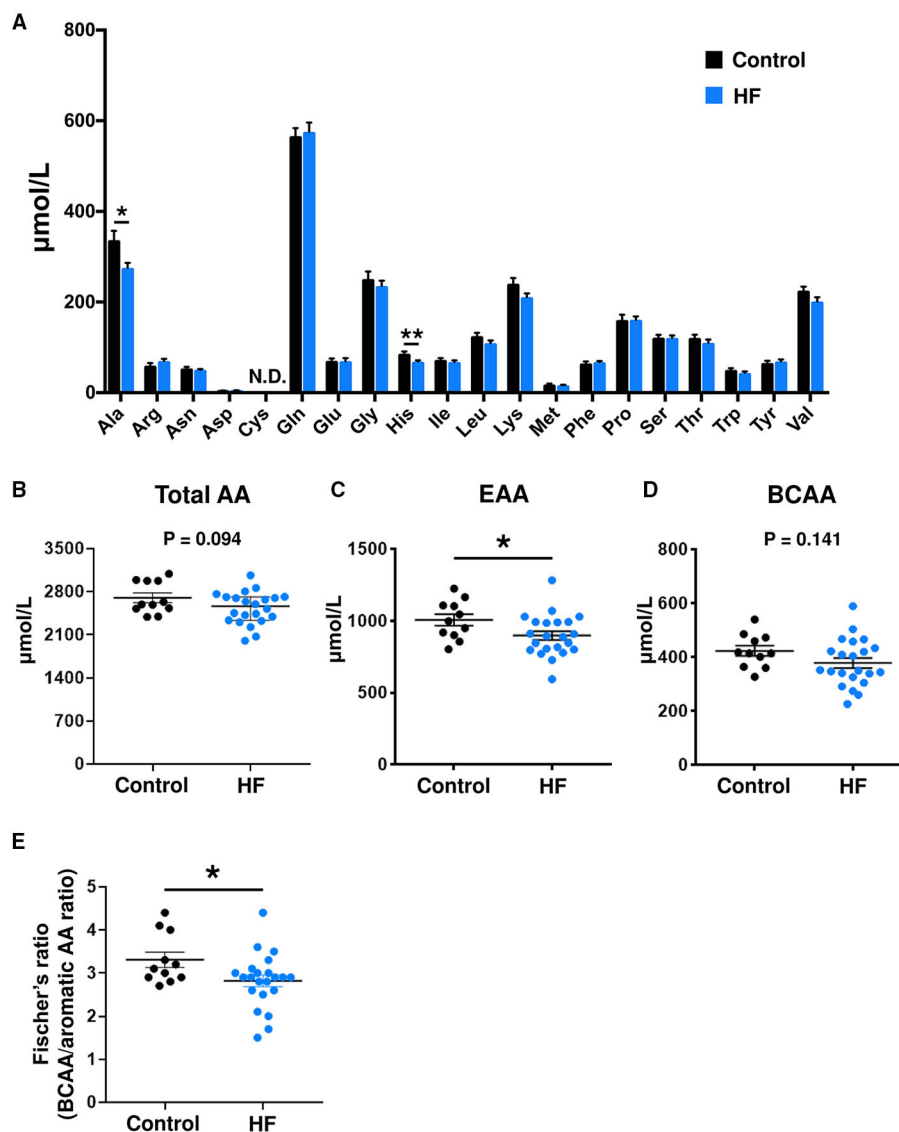 A
800
600
400
200
0
µmol/L
Control
HF
*
N.D.
**
Ala Arg Asn Asp Cys Gln Glu Gly His Ile Leu Lys Met Phe Pro Ser Thr Trp Tyr Val
B
Total AA
P = 0.094
3500
2800
2100
1400
700
0
µmol/L
Control HF
C
EAA
*
1500
1000
500
0
µmol/L
Control HF
D
BCAA
P = 0.141
800
600
400
200
0
µmol/L
Control HF
E
*
5
4
3
2
1
0
Fischer's ratio
(BCAA/aromatic AA ratio)
Control HF